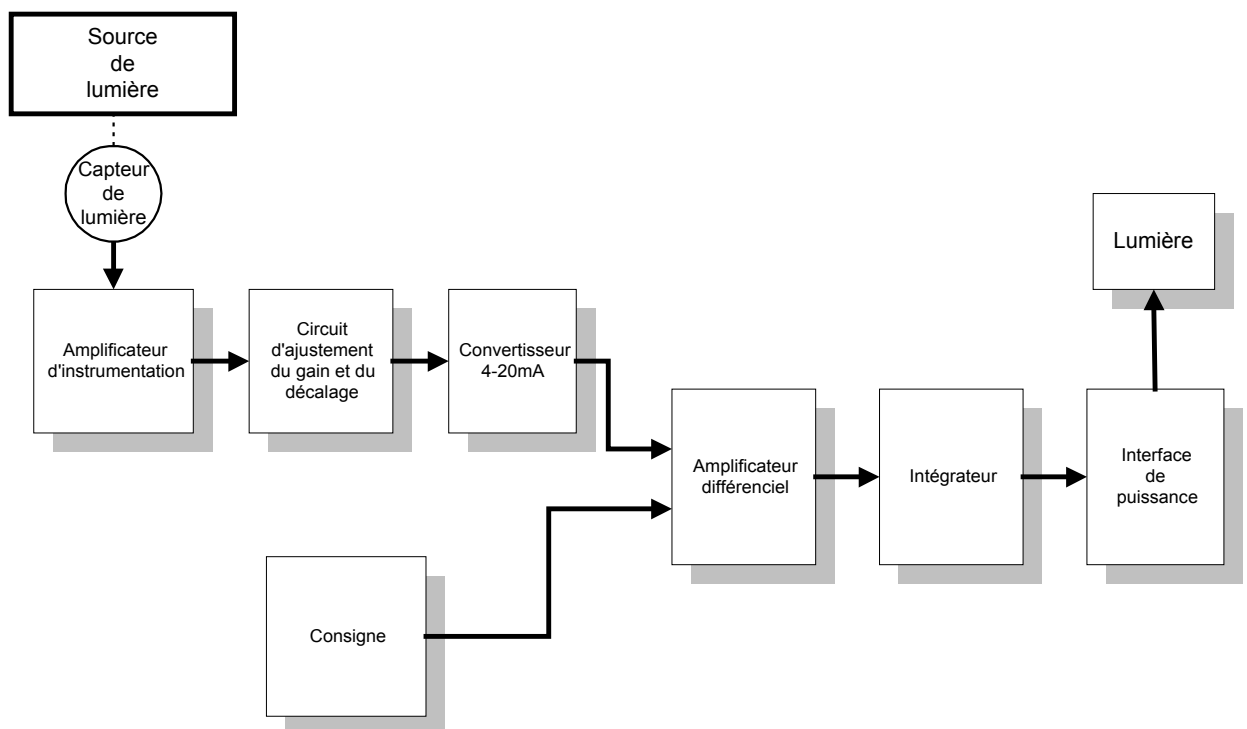 Source
de
lumière
Capteur
de
lumière
Amplificateur
d'instrumentation
Circuit
d'ajustement
du gain et du
décalage
Convertisseur
4-20mA
Lumière
Amplificateur
différenciel
Intégrateur
Interface
de
puissance
Consigne